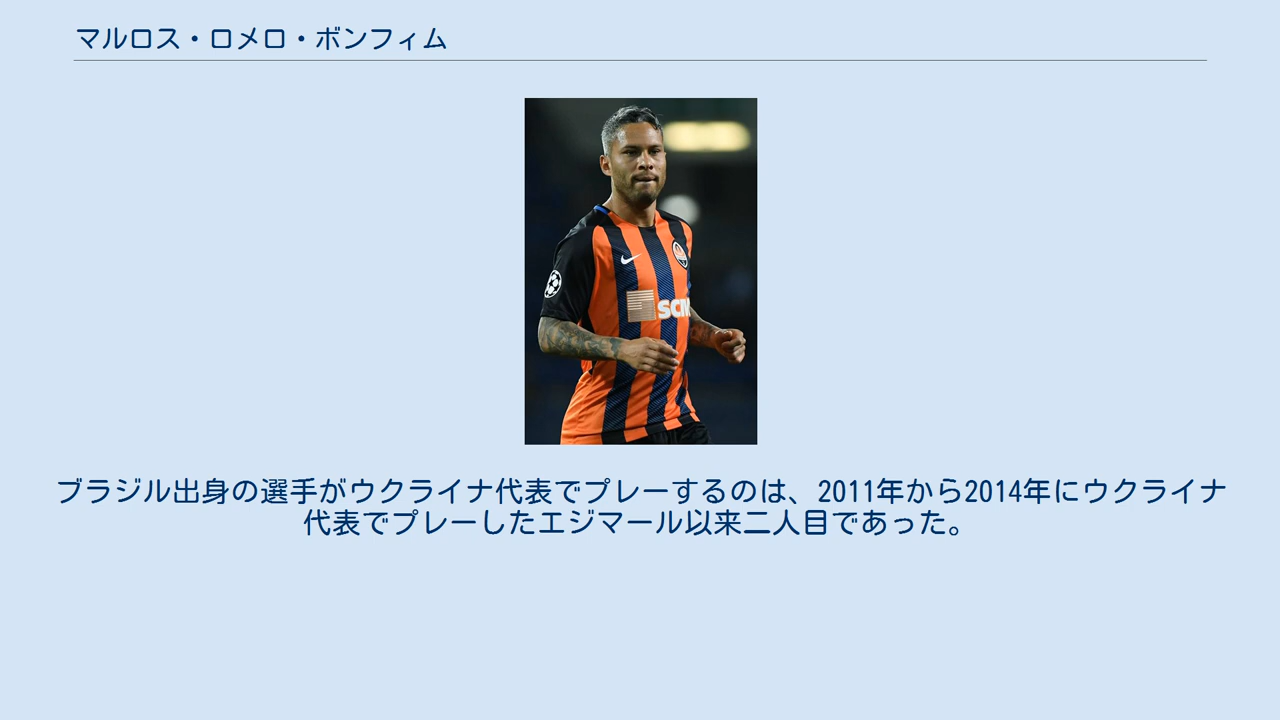 マルロス・ロメロ・ボンフィム
SCM
ブラジル出身の選手がウクライナ代表でプレーするのは、2011年から2014年にウクライナ
代表でプレーしたエジマール以来二人目であった。